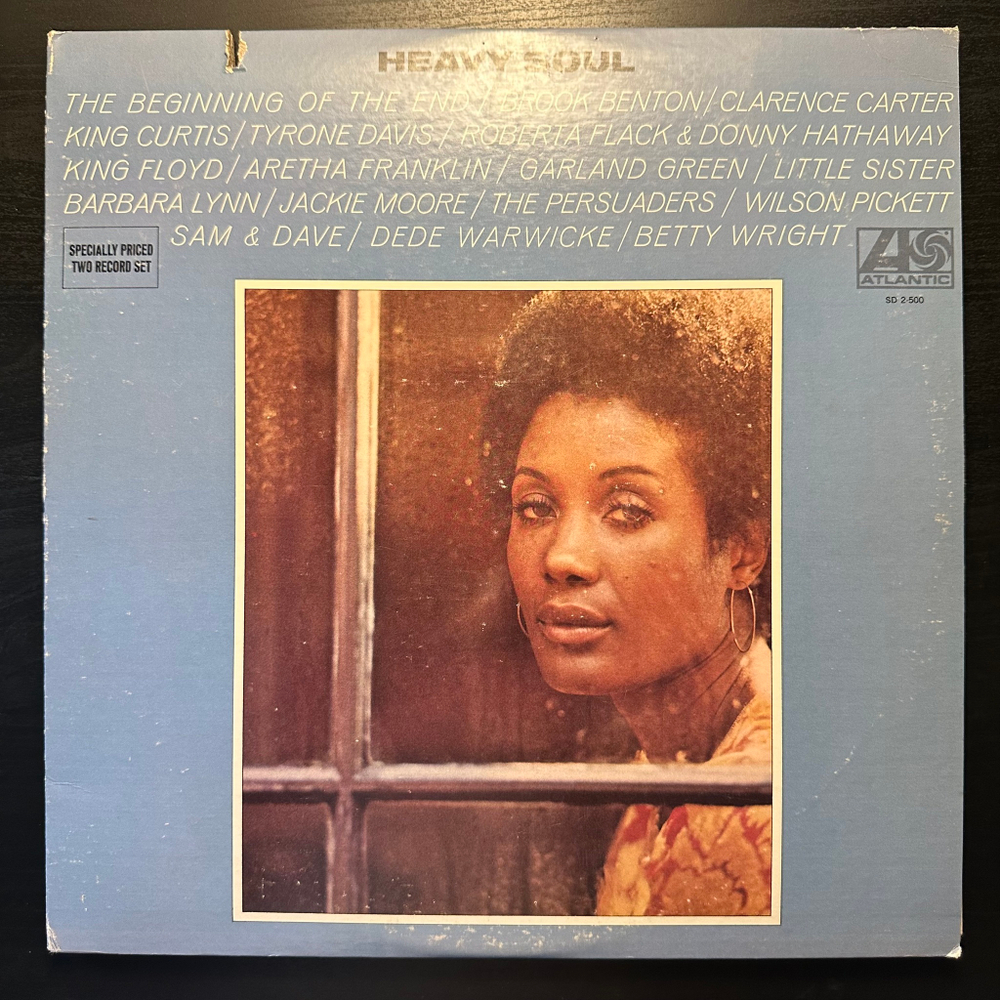 HEAVY SOUL
THE BEGINNING OF THE END / BROOK BENTON / CLARENCE CARTER
KING CURTIS / TYRONE DAVIS / ROBERTA FLACK & DONNY HATHAWAY
KING FLOYD / ARETHA FRANKLIN / GARLAND GREEN / LITTLE SISTER
BARBARA LYNN / JACKIE MOORE / THE PERSUADERS / WILSON PICKETT
SAM & DAVE / DEDE WARWICKE / BETTY WRIGHT
SPECIALLY PRICED
TWO RECORD SET
ATLANTIC
SD 2-500